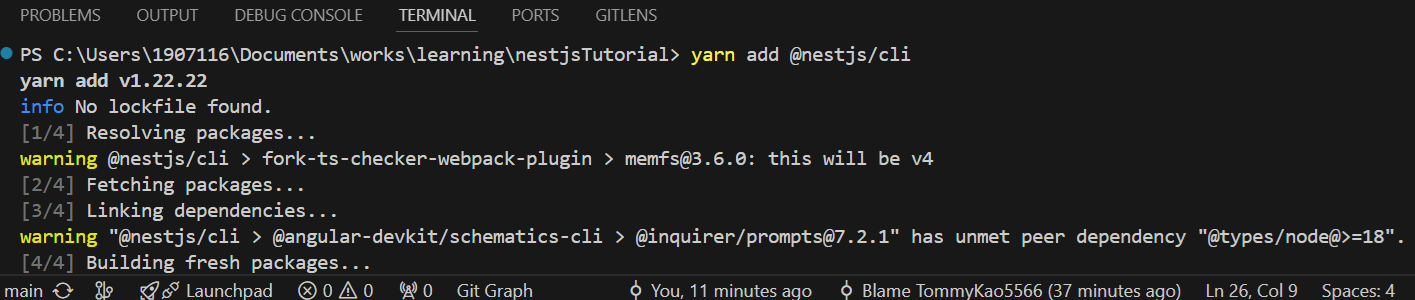 PROBLEMS OUTPUT DEBUG CONSOLE TERMINAL PORTS GITLENS
PS C:\Users\1907116\Documents\works\learning\nestjsTutorial> yarn add @nestjs/cli
yarn add v1.22.22
info No lockfile found.
[1/4] Resolving packages...
warning @nestjs/cli > fork-ts-checker-webpack-plugin > memfs@3.6.0: this will be v4
[2/4] Fetching packages...
[3/4] Linking dependencies...
warning "@nestjs/cli > @angular-devkit/schematics-cli > @inquirer/prompts@7.2.1" has unmet peer dependency "@types/node@>=18".
[4/4] Building fresh packages...
main Launchpad 0 0 0 Git Graph You, 11 minutes ago Blame TommyKao5566 (37 minutes ago) Ln 26, Col 9 Spaces: 4